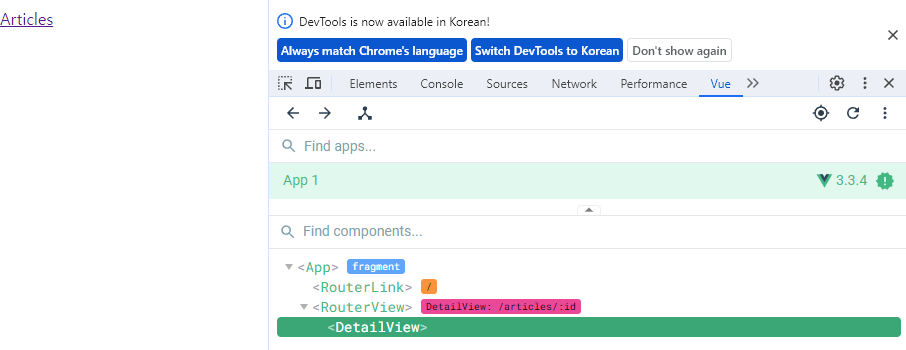 Articles
DevTools is now available in Korean!
Always match Chrome's language Switch DevTools to Korean Don't show again
Elements Console Sources Network Performance Vue
Find apps...
App 1 3.3.4
Find components...
<App> fragment
<RouterLink> /
<RouterView> DetailView: /articles/:id
<DetailView>